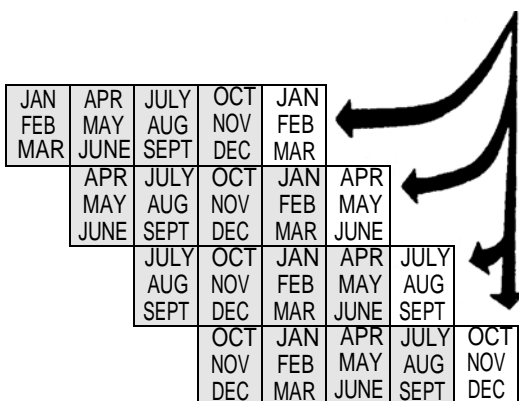 JAN APR JULY OCT JAN
FEB MAY AUG NOV FEB
MAR JUNE SEPT DEC MAR
APR JULY OCT JAN APR
MAY AUG NOV FEB MAY
JUNE SEPT DEC MAR JUNE
JULY OCT JAN APR JULY
AUG NOV FEB MAY AUG
SEPT DEC MAR JUNE SEPT
OCT JAN APR JULY OCT
NOV FEB MAY AUG NOV
DEC MAR JUNE SEPT DEC